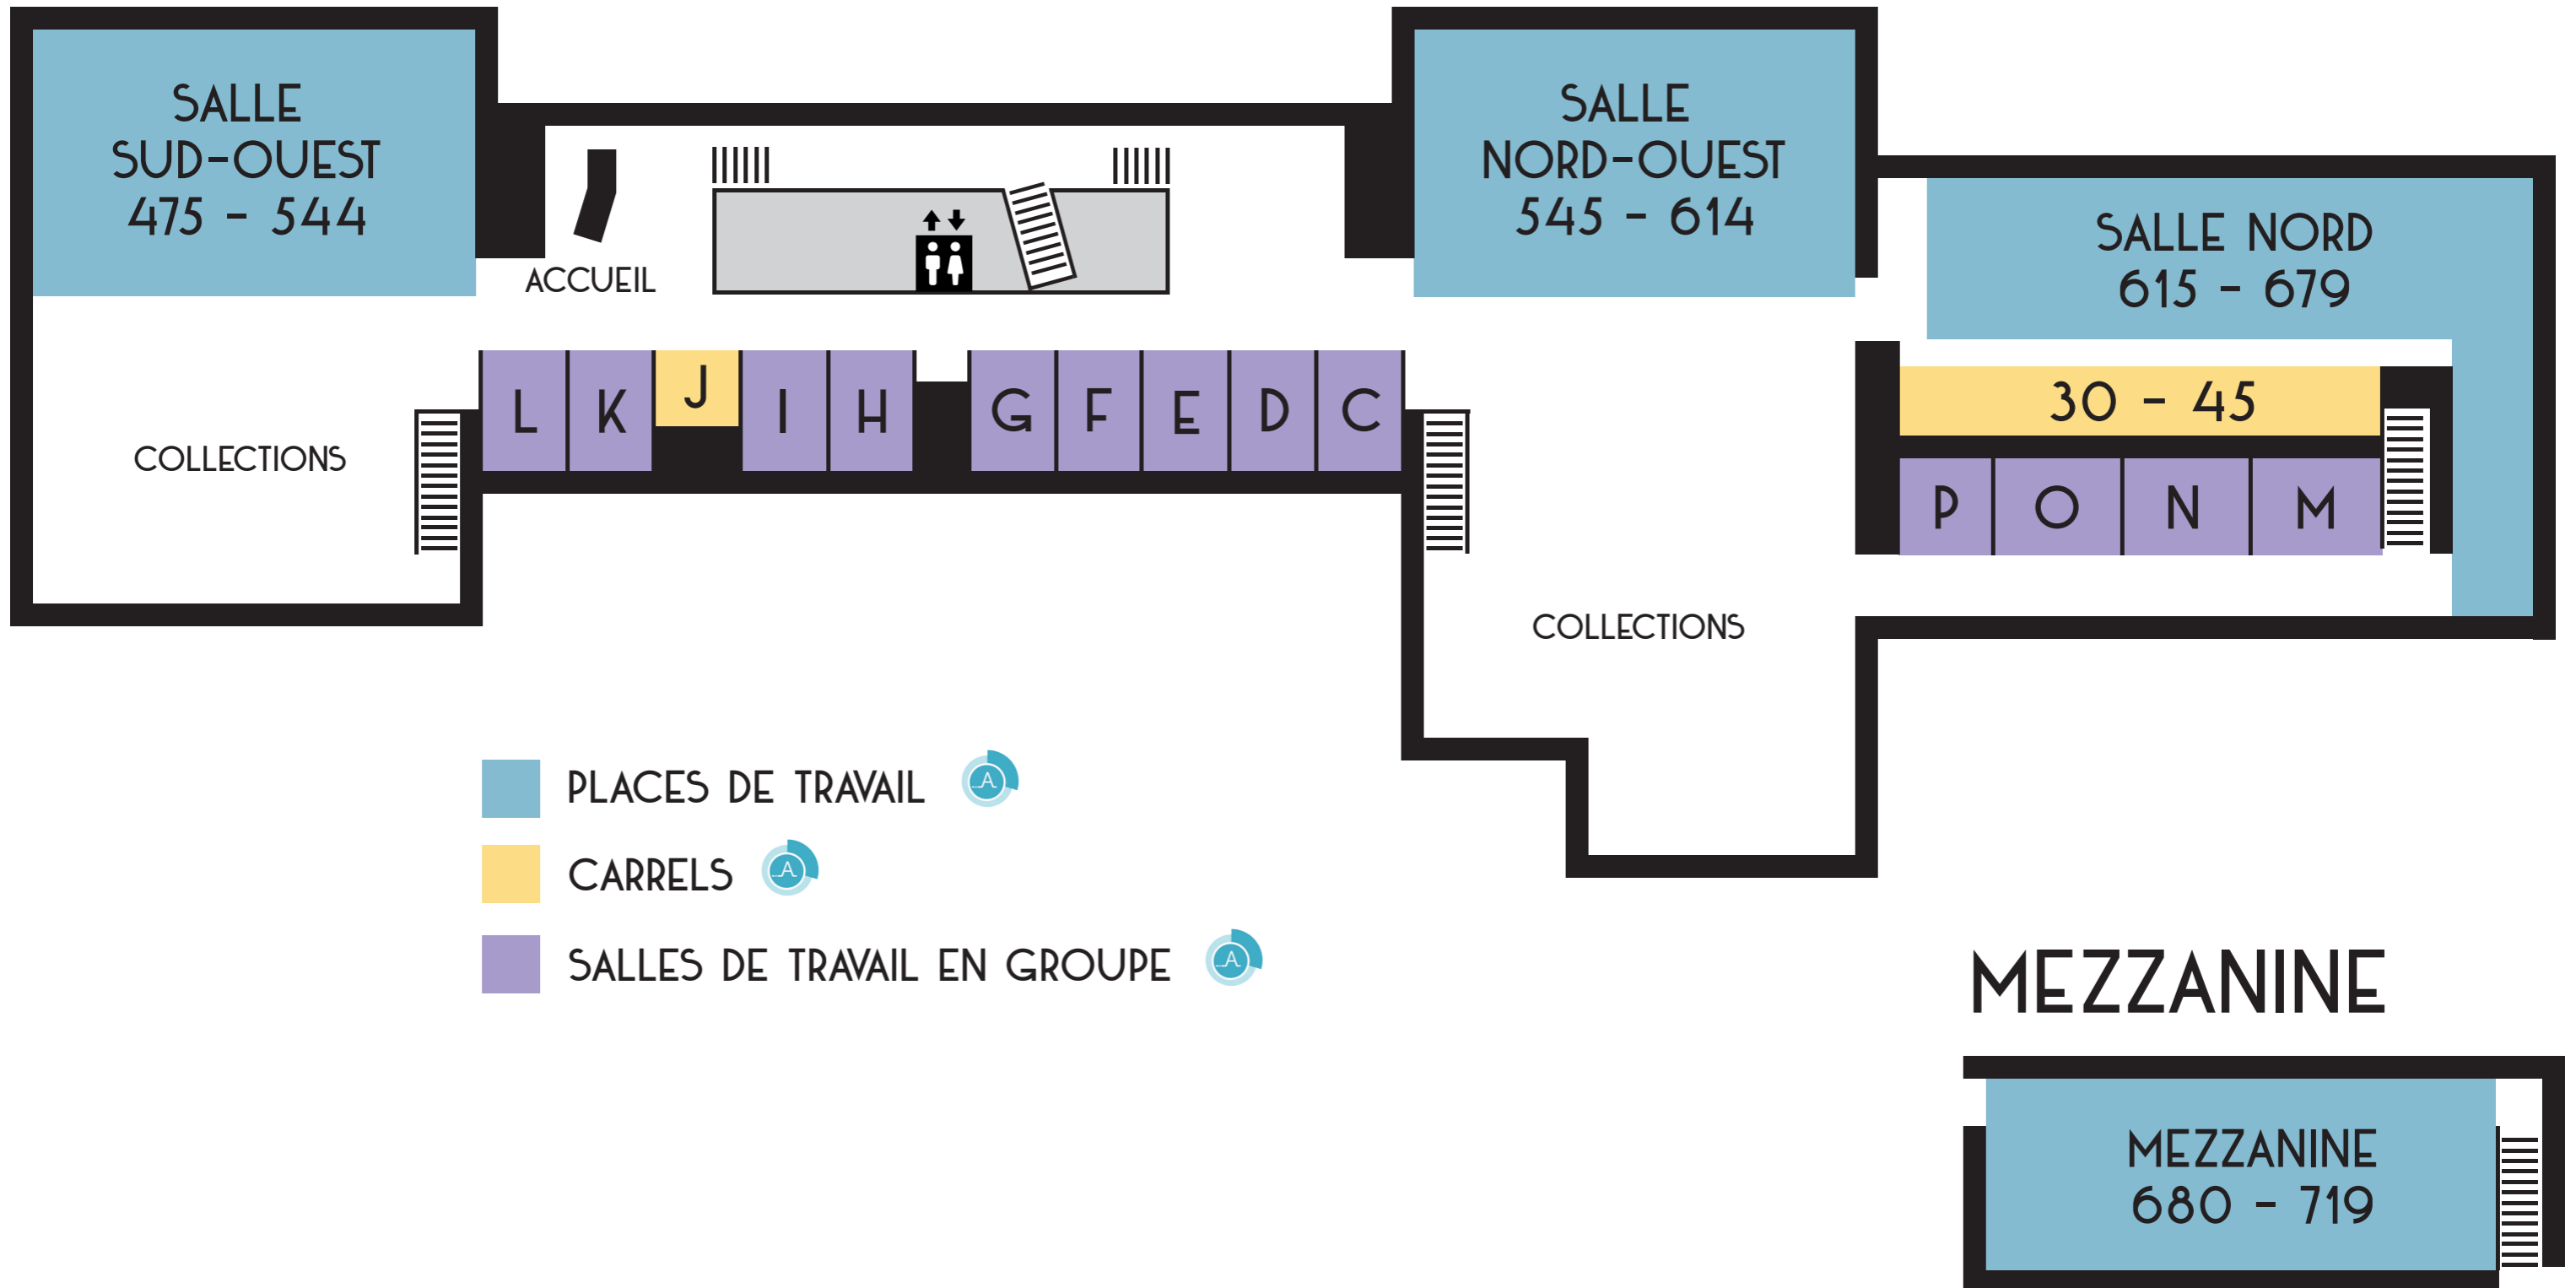 SALLE
SUD-OUEST
475 - 544
ACCUEIL
SALLE
NORD-OUEST
545 - 614
SALLE NORD
615 - 679
L K J I H G F E D C
30 - 45
P O N M
COLLECTIONS
COLLECTIONS
PLACES DE TRAVAIL A
CARRELS A
SALLES DE TRAVAIL EN GROUPE A
MEZZANINE
MEZZANINE
680 - 719